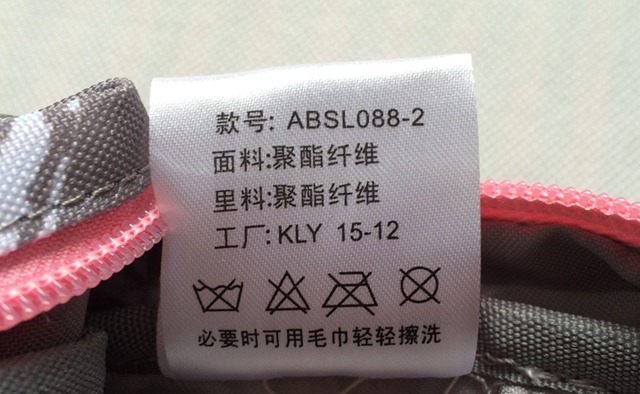 款号: ABSL088-2
面料:聚酯纤维
里料:聚酯纤维
工厂:KLY 15-12
必要时可用毛巾轻轻擦洗